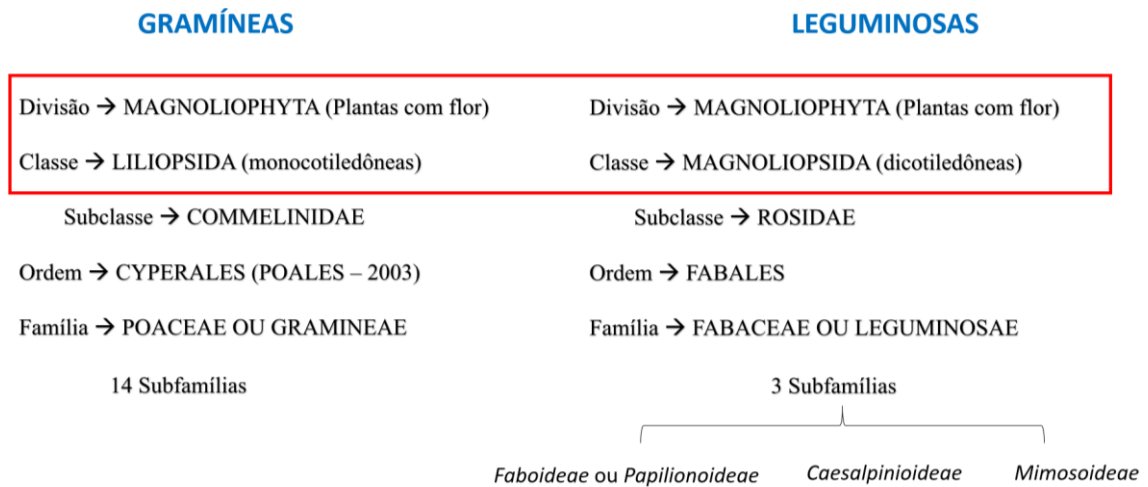 GRAMÍNEAS
Divisão → MAGNOLIOPHYTA (Plantas com flor)
Classe → LILIOPSIDA (monocotiledôneas)
Subclasse → COMMELINIDAE
Ordem → CYPERALES (POALES – 2003)
Família → POACEAE OU GRAMINEAE
14 Subfamílias
LEGUMINOSAS
Divisão → MAGNOLIOPHYTA (Plantas com flor)
Classe → MAGNOLIOPSIDA (dicotiledôneas)
Subclasse → ROSIDAE
Ordem → FABALES
Família → FABACEAE OU LEGUMINOSAE
3 Subfamílias
Faboideae ou Papilionoideae
Caesalpinioideae
Mimosoideae